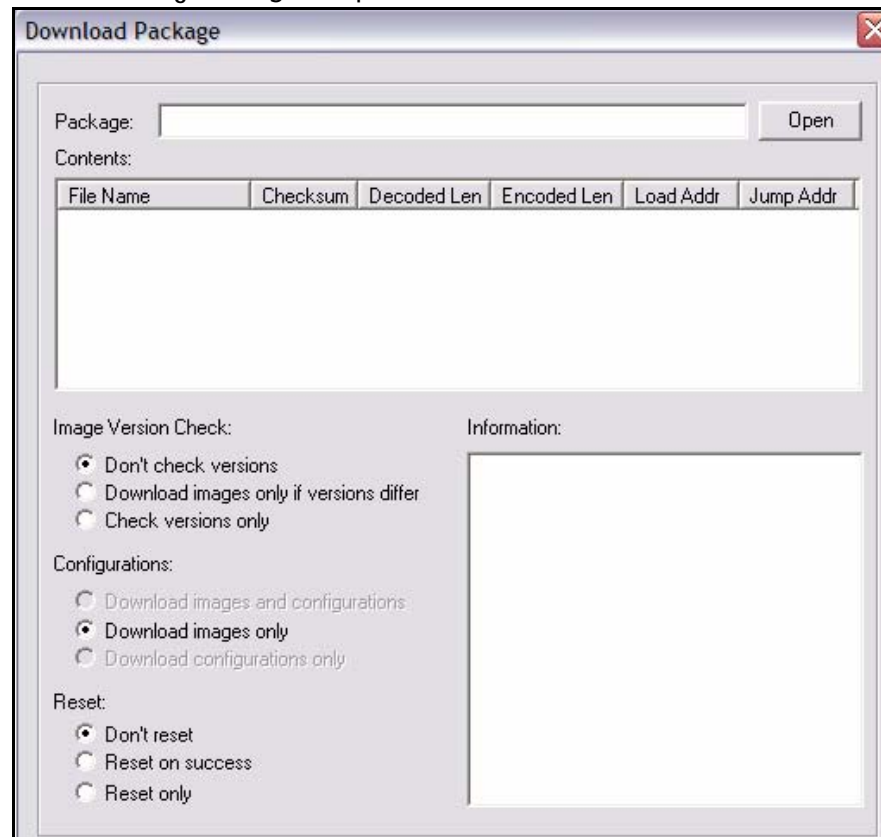 Download Package
Package: Open
Contents:
File Name Checksum Decoded Len Encoded Len Load Addr Jump Addr
Image Version Check: Information:
Don't check versions
Download images only if versions differ
Check versions only
Configurations:
Download images and configurations
Download images only
Download configurations only
Reset:
Don't reset
Reset on success
Reset only